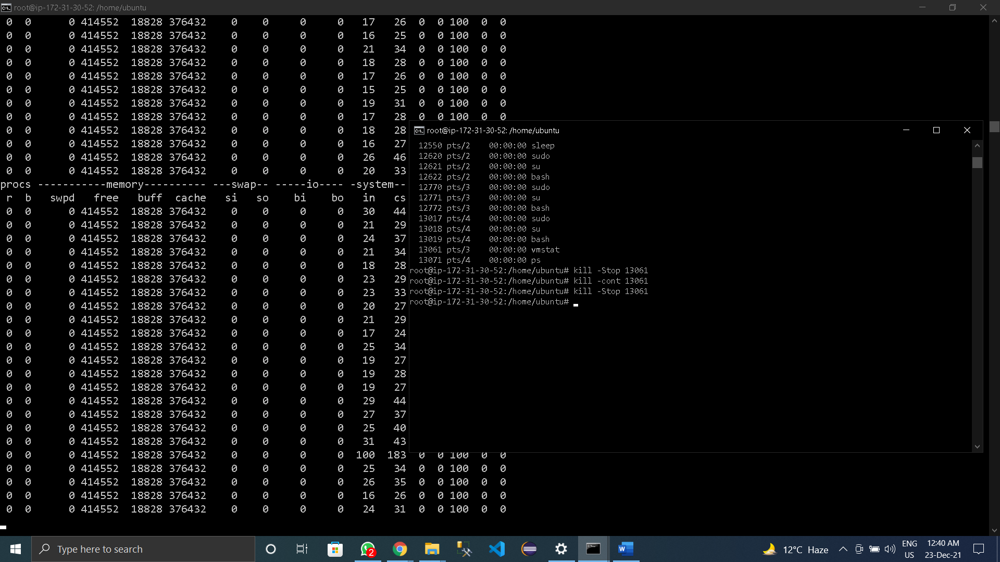 root@ip-172-31-30-52: /home/ubuntu
0 0 0 414552 18828 376432 0 0 0 0 17 26 0 0 100 0 0
0 0 0 414552 18828 376432 0 0 0 0 16 25 0 0 100 0 0
0 0 0 414552 18828 376432 0 0 0 0 21 34 0 0 100 0 0
0 0 0 414552 18828 376432 0 0 0 0 18 28 0 0 100 0 0
0 0 0 414552 18828 376432 0 0 0 0 17 26 0 0 100 0 0
0 0 0 414552 18828 376432 0 0 0 0 15 25 0 0 100 0 0
0 0 0 414552 18828 376432 0 0 0 0 19 31 0 0 100 0 0
0 0 0 414552 18828 376432 0 0 0 0 17 28 0 0 100 0 0
0 0 0 414552 18828 376432 0 0 0 0 18 28
0 0 0 414552 18828 376432 0 0 0 0 16 27
0 0 0 414552 18828 376432 0 0 0 0 26 46
0 0 0 414552 18828 376432 0 0 0 0 20 33
procs -----------memory---------- ---swap-- -----io---- -system--
r b swpd free buff cache si so bi bo in cs
0 0 0 414552 18828 376432 0 0 0 0 30 44
0 0 0 414552 18828 376432 0 0 0 0 21 29
0 0 0 414552 18828 376432 0 0 0 0 24 37
0 0 0 414552 18828 376432 0 0 0 0 21 34
0 0 0 414552 18828 376432 0 0 0 0 18 28
0 0 0 414552 18828 376432 0 0 0 0 23 29
0 0 0 414552 18828 376432 0 0 0 0 23 33
0 0 0 414552 18828 376432 0 0 0 0 20 27
0 0 0 414552 18828 376432 0 0 0 0 21 29
0 0 0 414552 18828 376432 0 0 0 0 17 24
0 0 0 414552 18828 376432 0 0 0 0 25 34
0 0 0 414552 18828 376432 0 0 0 0 19 27
0 0 0 414552 18828 376432 0 0 0 0 19 28
0 0 0 414552 18828 376432 0 0 0 0 19 27
0 0 0 414552 18828 376432 0 0 0 0 29 44
0 0 0 414552 18828 376432 0 0 0 0 27 37
0 0 0 414552 18828 376432 0 0 0 0 25 40
0 0 0 414552 18828 376432 0 0 0 0 31 43
0 0 0 414552 18828 376432 0 0 0 0 100 183 0 0 100 0 0
0 0 0 414552 18828 376432 0 0 0 0 25 34 0 0 100 0 0
0 0 0 414552 18828 376432 0 0 0 0 26 35 0 0 100 0 0
0 0 0 414552 18828 376432 0 0 0 0 16 26 0 0 100 0 0
0 0 0 414552 18828 376432 0 0 0 0 24 31 0 0 100 0 0
root@ip-172-31-30-52: /home/ubuntu
12550 pts/2 00:00:00 sleep
12620 pts/2 00:00:00 sudo
12621 pts/2 00:00:00 su
12622 pts/2 00:00:00 bash
12770 pts/3 00:00:00 sudo
12771 pts/3 00:00:00 su
12772 pts/3 00:00:00 bash
13017 pts/4 00:00:00 sudo
13018 pts/4 00:00:00 su
13019 pts/4 00:00:00 bash
13061 pts/3 00:00:00 vmstat
13071 pts/4 00:00:00 ps
root@ip-172-31-30-52:/home/ubuntu# kill -Stop 13061
root@ip-172-31-30-52:/home/ubuntu# kill -cont 13061
root@ip-172-31-30-52:/home/ubuntu# kill -Stop 13061
root@ip-172-31-30-52:/home/ubuntu#
Type here to search
2
12°C Haze
ENG
US
12:40 AM
23-Dec-21